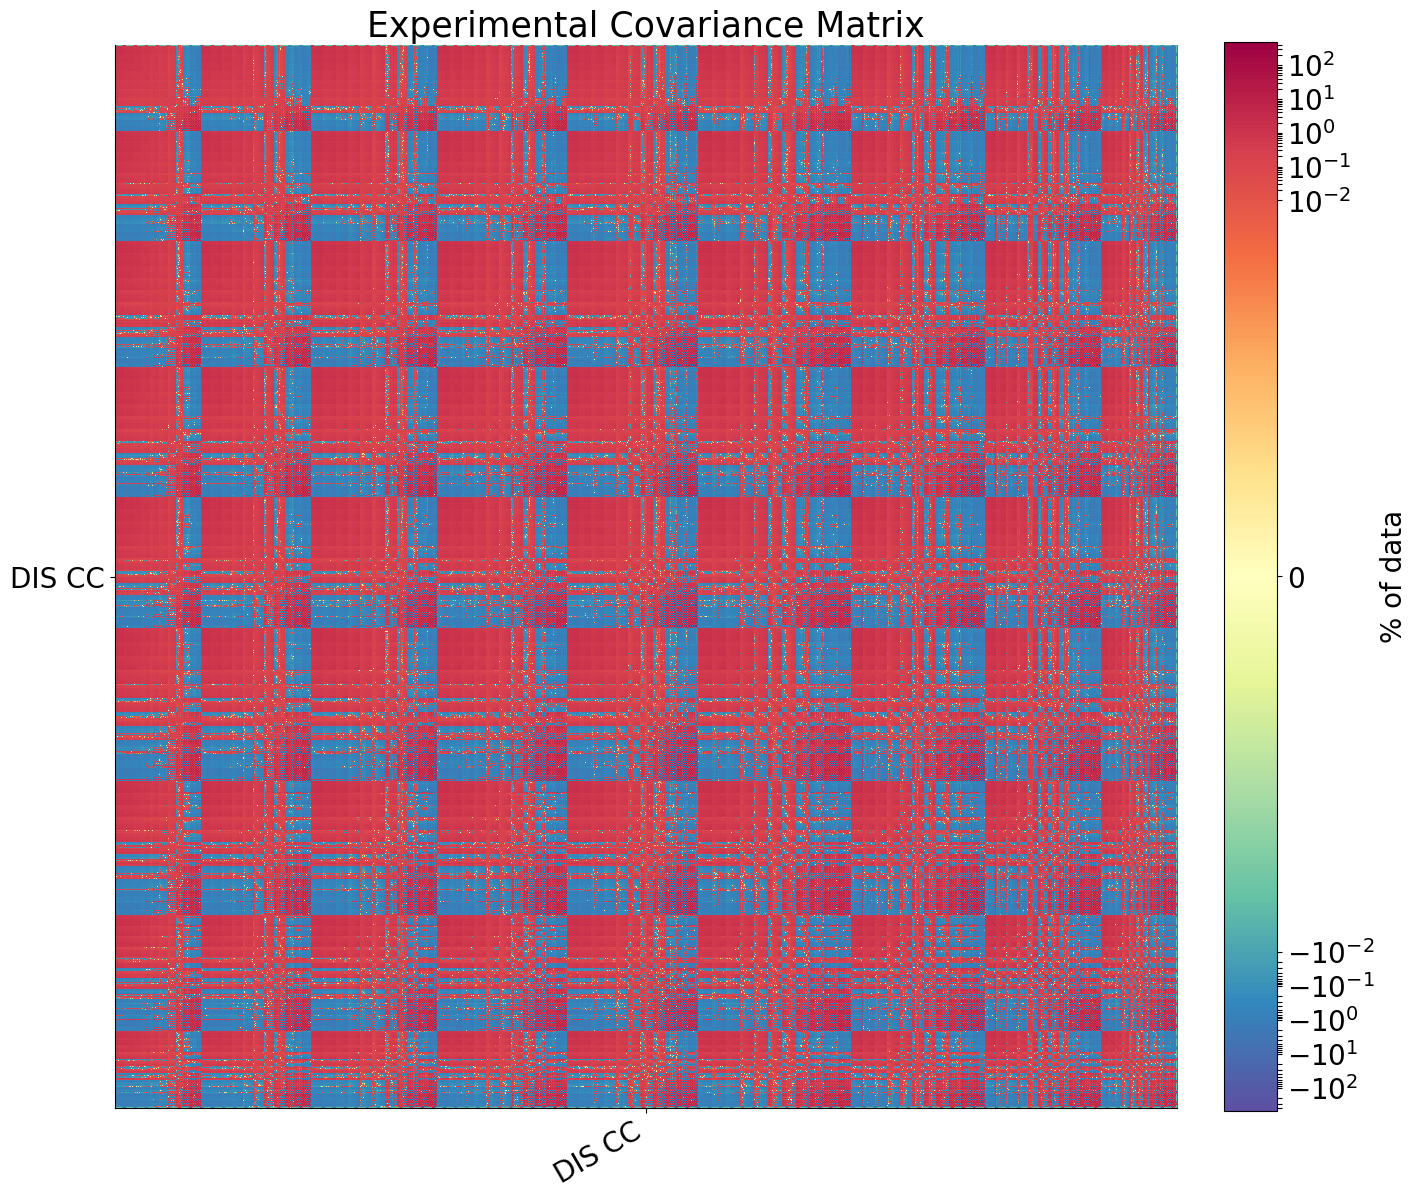 Experimental Covariance Matrix
10²
10¹
10⁰
10⁻¹
10⁻²
0
−10⁻²
−10⁻¹
−10⁰
−10¹
−10²
% of data
DIS CC
DIS CC